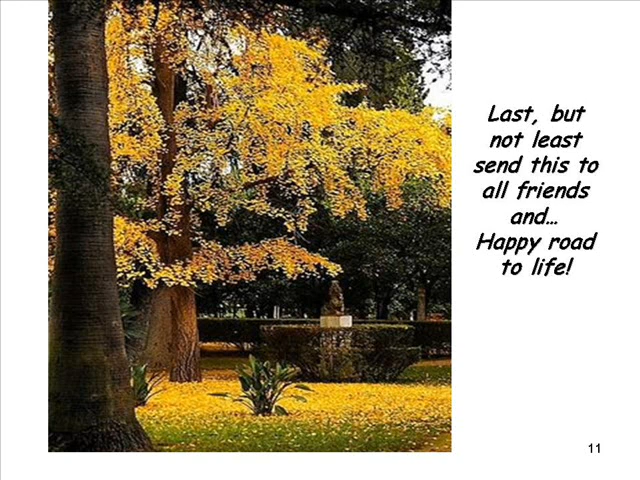 Last, but
not least
send this to
all friends
and...
Happy road
to life!
11